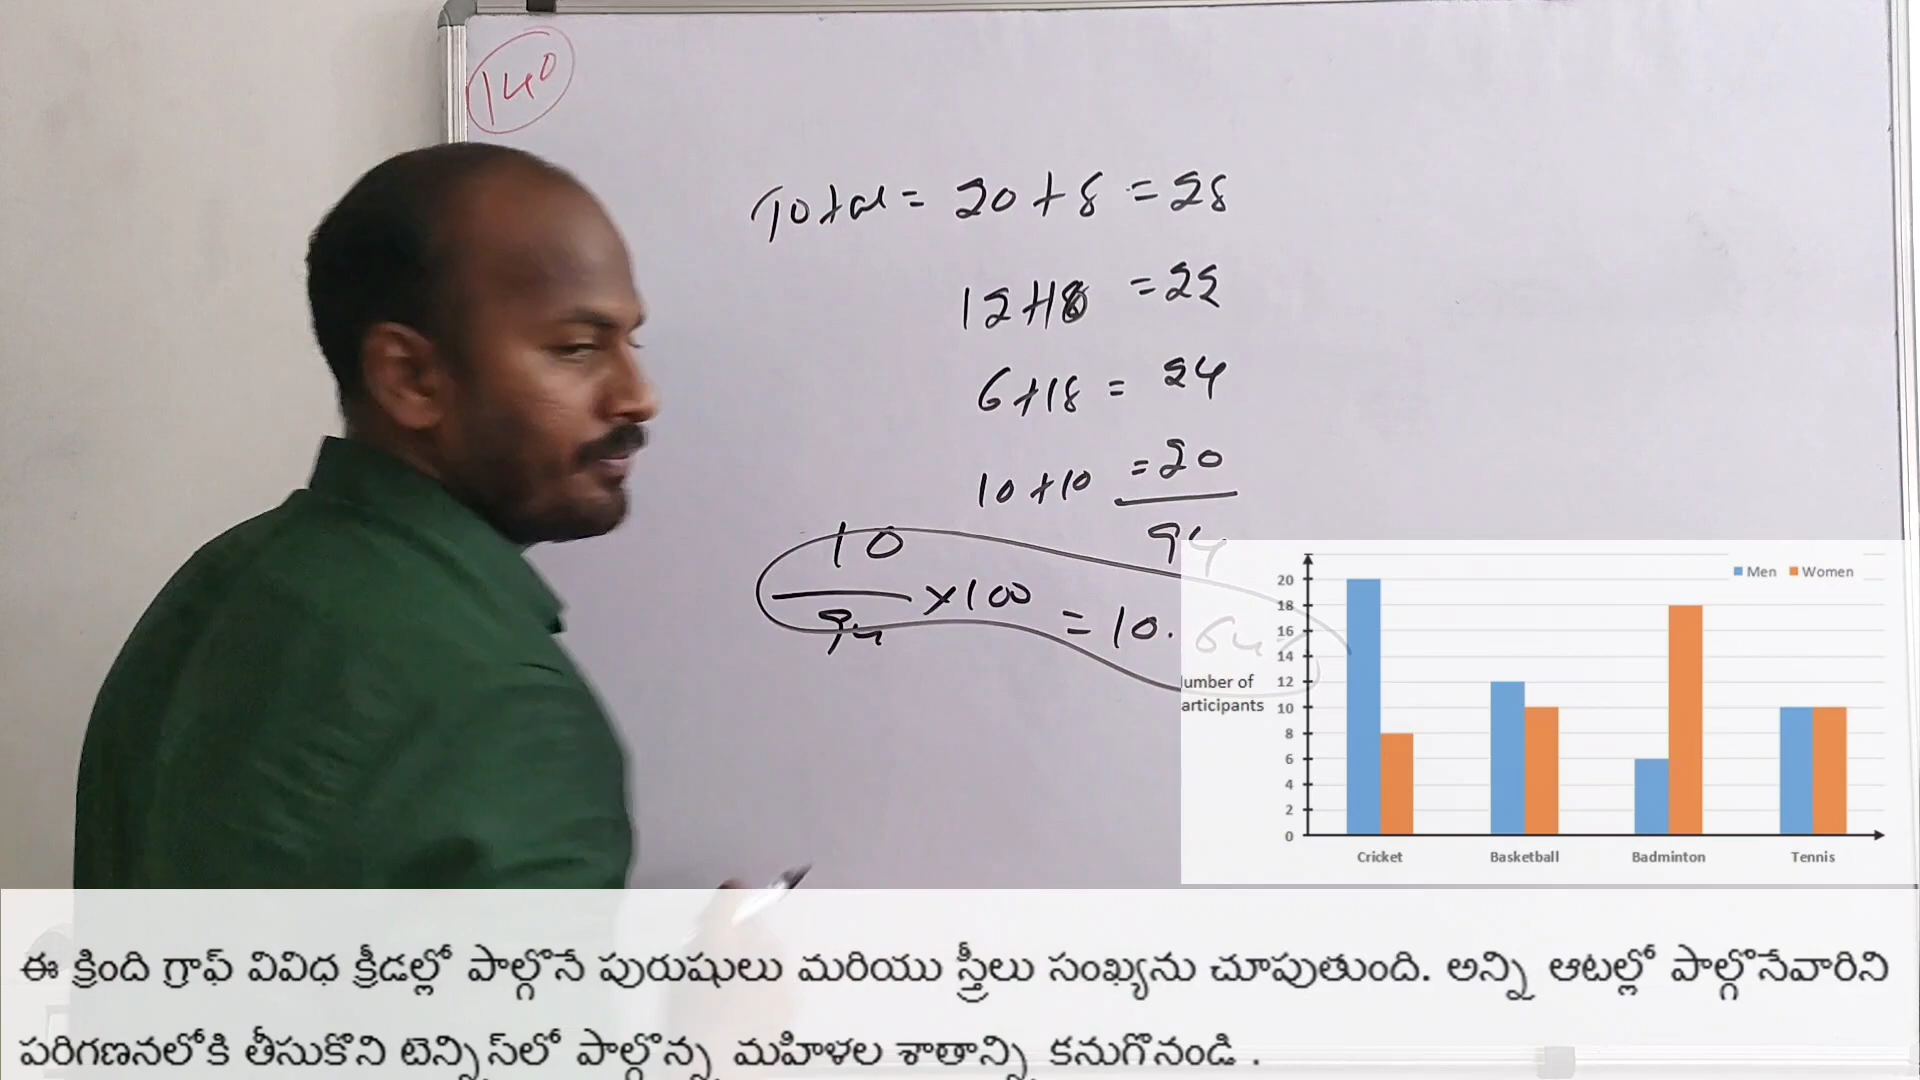 140
Total = 20 + 8 = 28
= 22
6 + 18 = 24
10 + 10 = 20
94
10
94 × 100 = 10.64
Men Women
20
18
16
14
12
10
8
6
4
2
0
umber of
articipants
Cricket Basketball Badminton Tennis
ఈ క్రింది గ్రాఫ్ వివిధ క్రీడల్లో పాల్గొనే పురుషులు మరియు స్త్రీలు సంఖ్యను చూపుతుంది. అన్ని ఆటల్లో పాల్గొనేవారిని
పరిగణనలోకి తీసుకొని టెన్నిస్‌లో పాల్గొన్న మహిళల శాతాన్ని కనుగొనండి .